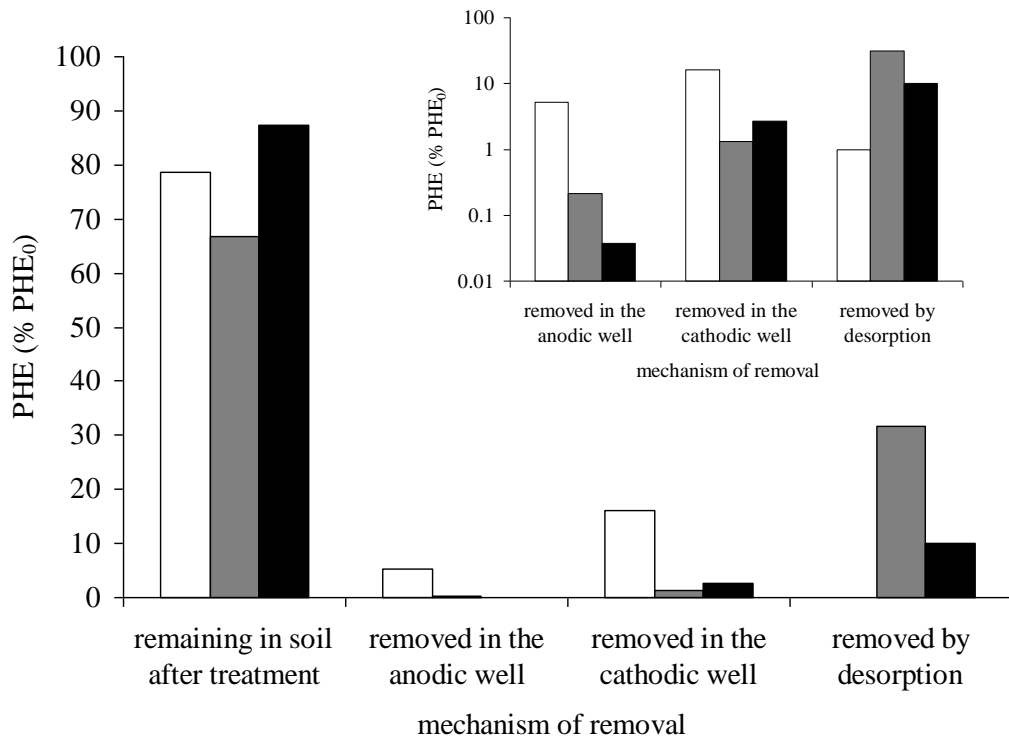 PHE (% PHE₀)
100
90
80
70
60
50
40
30
20
10
0
remaining in soil
after treatment
removed in the
anodic well
removed in the
cathodic well
removed by
desorption
mechanism of removal
PHE (% PHE₀)
100
10
1
0.1
0.01
removed in the
anodic well
removed in the
cathodic well
removed by
desorption
mechanism of removal